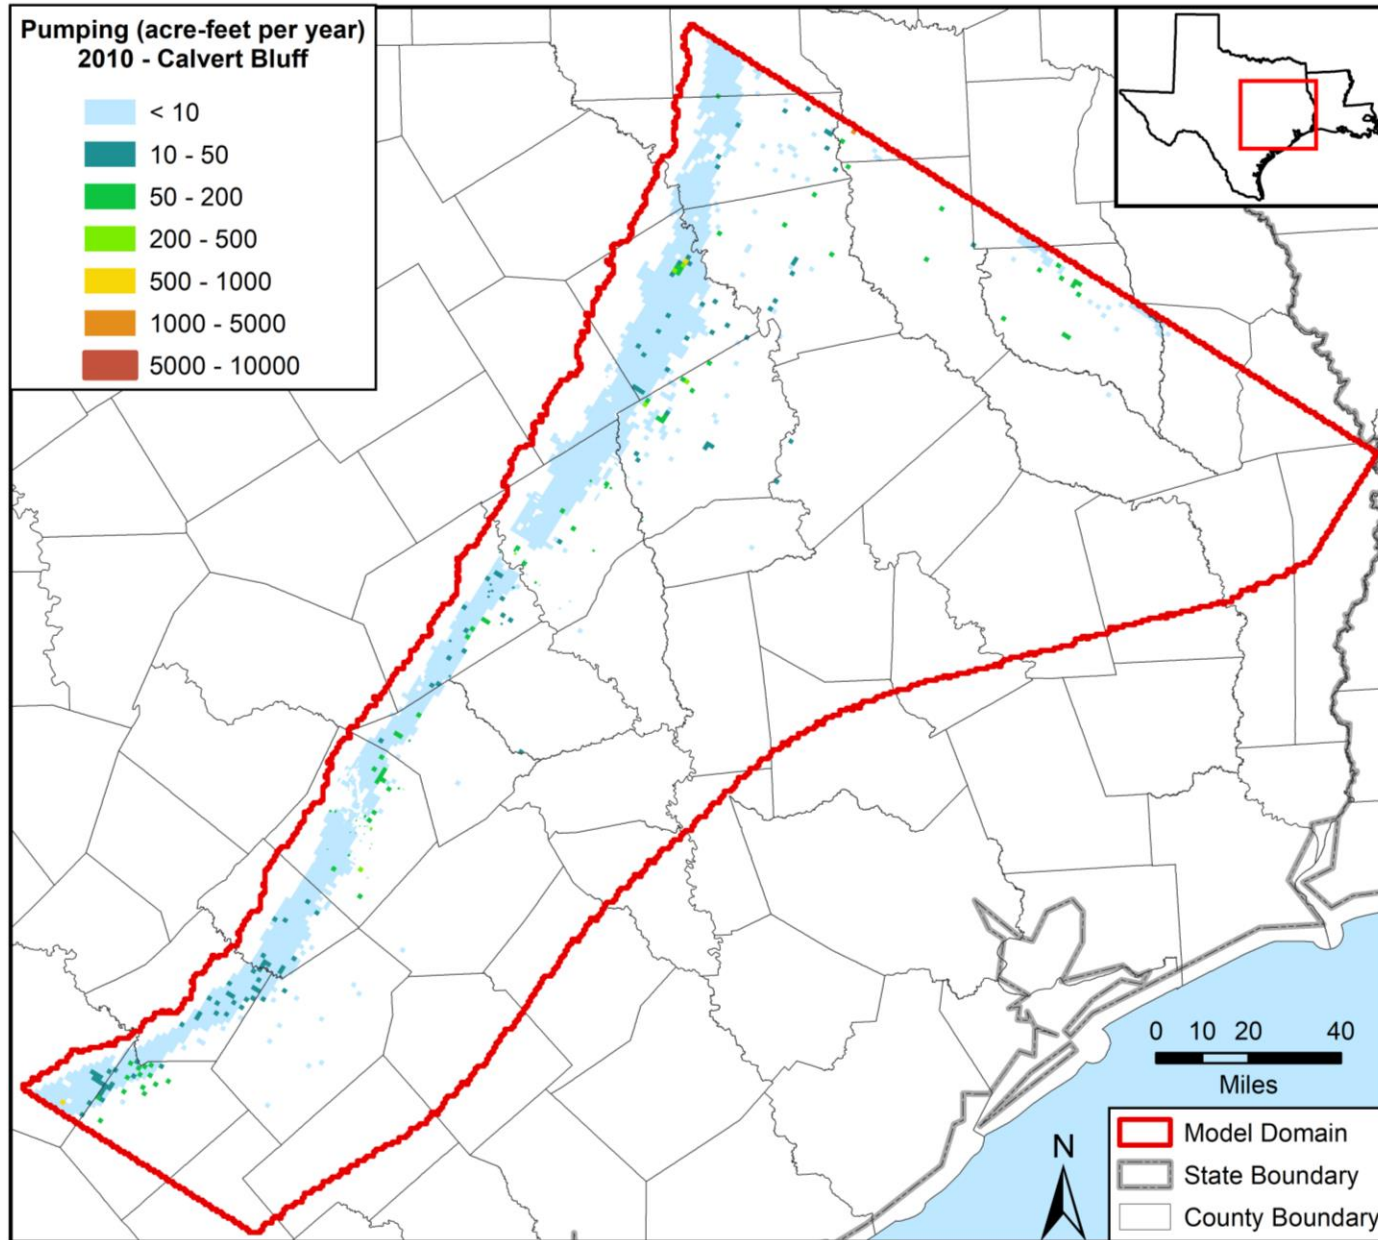 Pumping (acre-feet per year)
2010 - Calvert Bluff
< 10
10 - 50
50 - 200
200 - 500
500 - 1000
1000 - 5000
5000 - 10000
0 10 20 40
Miles
N
Model Domain
State Boundary
County Boundary